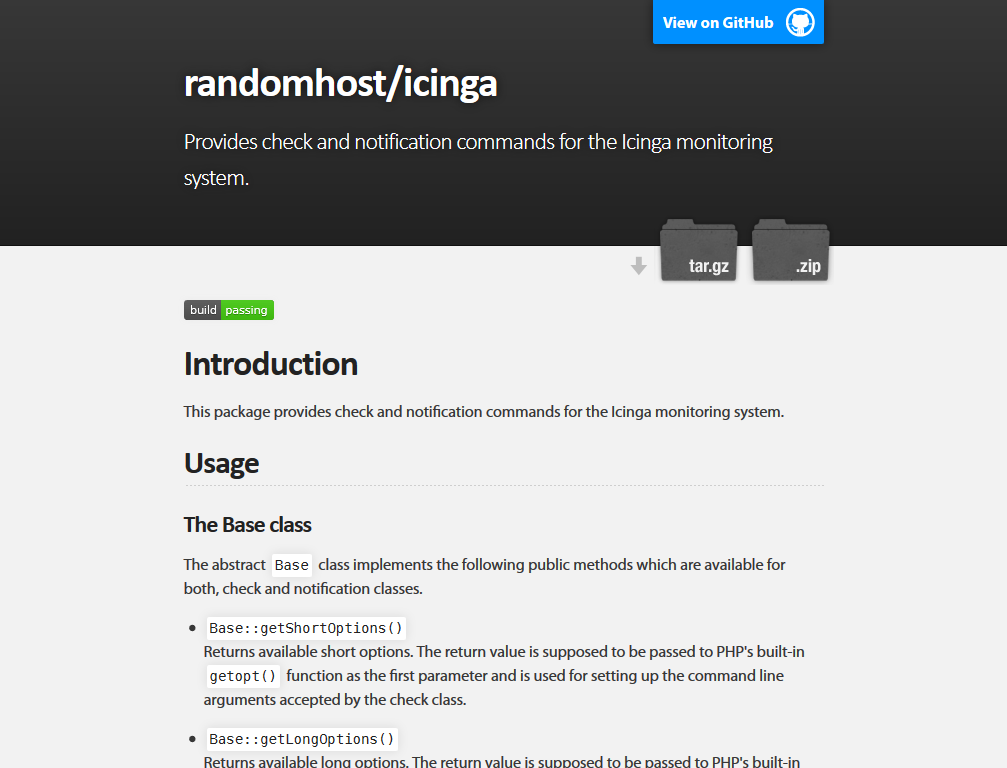 View on GitHub
randomhost/icinga
Provides check and notification commands for the Icinga monitoring
system.
tar.gz
.zip
build passing
Introduction
This package provides check and notification commands for the Icinga monitoring system.
Usage
The Base class
The abstract Base class implements the following public methods which are available for
both, check and notification classes.
Base::getShortOptions()
Returns available short options. The return value is supposed to be passed to PHP's built-in
getopt() function as the first parameter and is used for setting up the command line
arguments accepted by the check class.
Base::getLongOptions()
Returns available long options. The return value is supposed to be passed to PHP's built-in